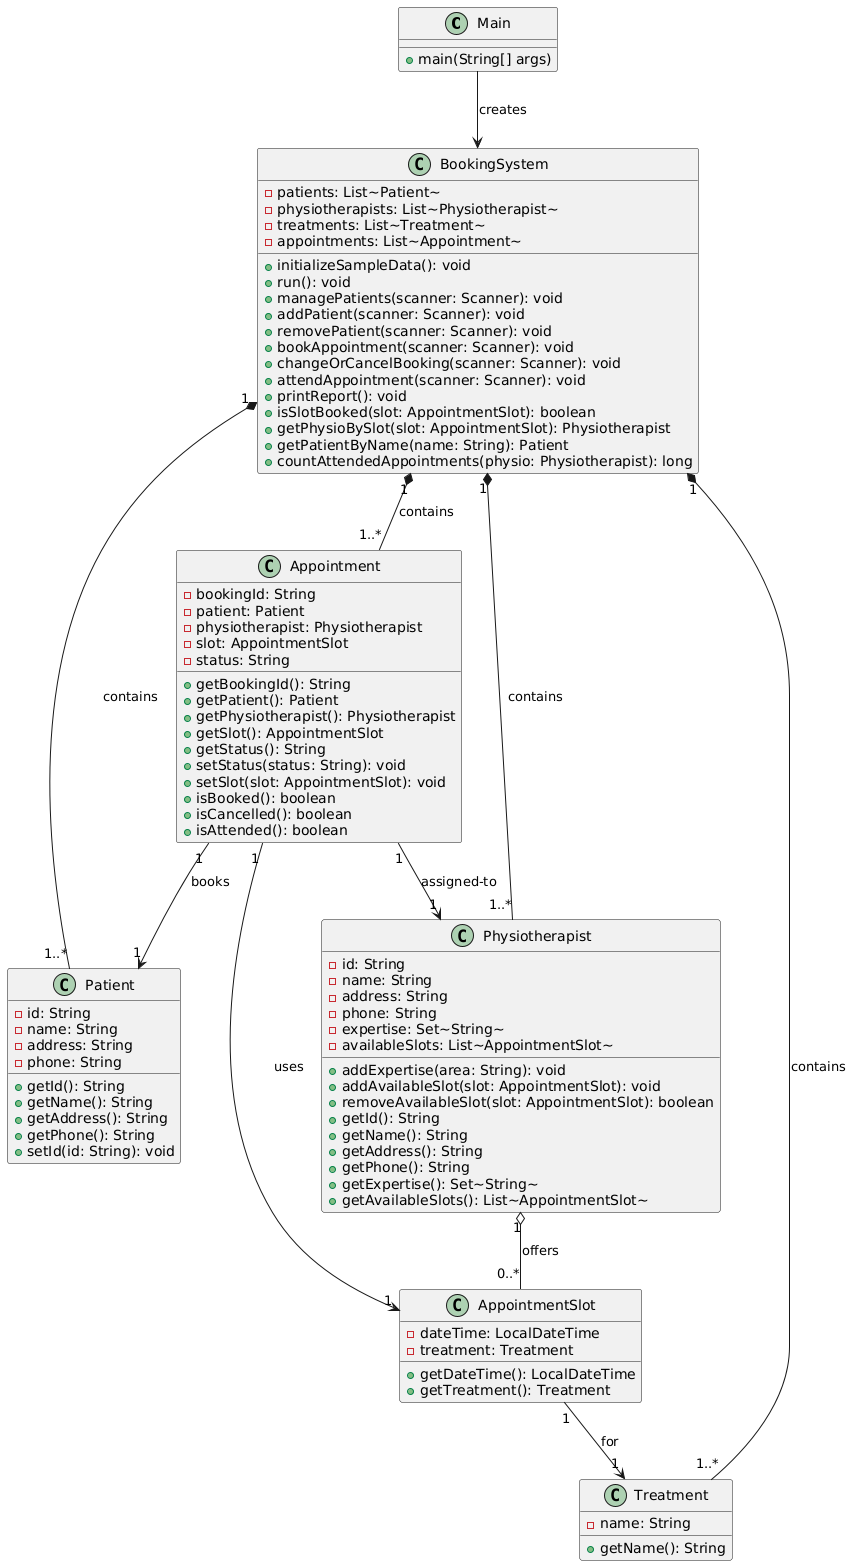 C Main
main(String[] args)
creates
C BookingSystem
patients: List~Patient~
physiotherapists: List~Physiotherapist~
treatments: List~Treatment~
appointments: List~Appointment~
initializeSampleData(): void
run(): void
managePatients(scanner: Scanner): void
addPatient(scanner: Scanner): void
removePatient(scanner: Scanner): void
bookAppointment(scanner: Scanner): void
changeOrCancelBooking(scanner: Scanner): void
attendAppointment(scanner: Scanner): void
printReport(): void
isSlotBooked(slot: AppointmentSlot): boolean
getPhysioBySlot(slot: AppointmentSlot): Physiotherapist
getPatientByName(name: String): Patient
countAttendedAppointments(physio: Physiotherapist): long
1
1
1
1
contains
1..*
C Appointment
bookingId: String
patient: Patient
physiotherapist: Physiotherapist
slot: AppointmentSlot
status: String
getBookingId(): String
getPatient(): Patient
getPhysiotherapist(): Physiotherapist
getSlot(): AppointmentSlot
getStatus(): String
setStatus(status: String): void
setSlot(slot: AppointmentSlot): void
isBooked(): boolean
isCancelled(): boolean
isAttended(): boolean
contains
contains
1
1
1
books
assigned-to
1
1..*
1..*
1
C Physiotherapist
id: String
name: String
address: String
phone: String
expertise: Set~String~
availableSlots: List~AppointmentSlot~
addExpertise(area: String): void
addAvailableSlot(slot: AppointmentSlot): void
removeAvailableSlot(slot: AppointmentSlot): boolean
getId(): String
getName(): String
getAddress(): String
getPhone(): String
getExpertise(): Set~String~
getAvailableSlots(): List~AppointmentSlot~
C Patient
id: String
name: String
address: String
phone: String
getId(): String
getName(): String
getAddress(): String
getPhone(): String
setId(id: String): void
uses
contains
1
offers
0..*
1
C AppointmentSlot
dateTime: LocalDateTime
treatment: Treatment
getDateTime(): LocalDateTime
getTreatment(): Treatment
1
for
1
1..*
C Treatment
name: String
getName(): String